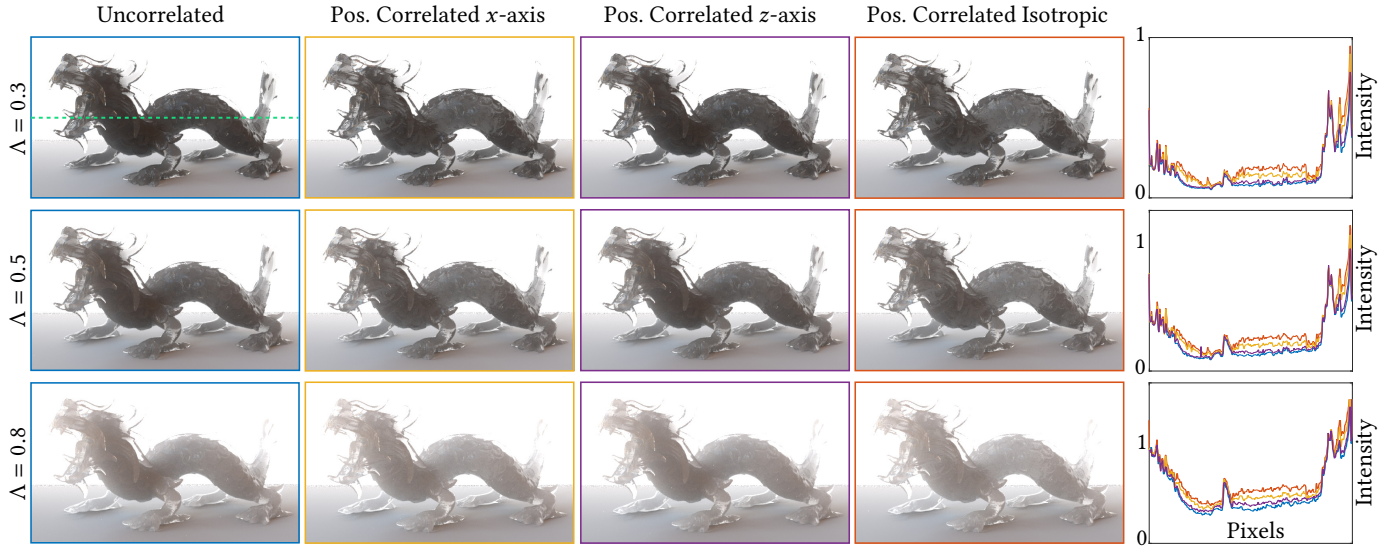 Uncorrelated
Pos. Correlated x-axis
Pos. Correlated z-axis
Pos. Correlated Isotropic
Λ = 0.3
1
0
Intensity
Λ = 0.5
1
0
Intensity
Λ = 0.8
1
0
Intensity
Pixels